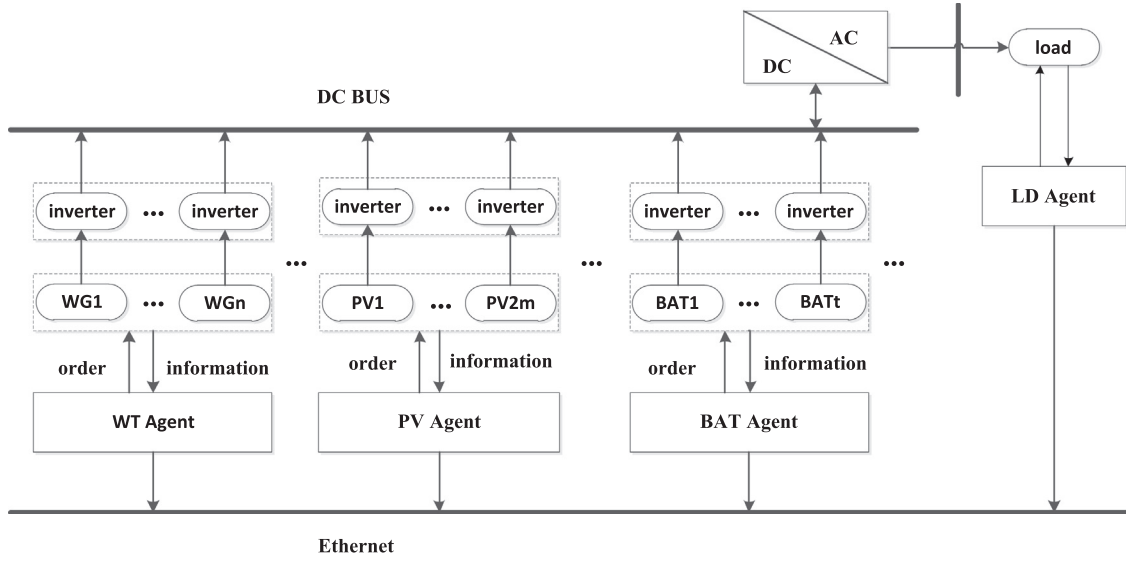 AC
DC
load
DC BUS
LD Agent
inverter ... inverter
inverter ... inverter
inverter ... inverter
...
...
...
WG1 ... WGn
PV1 ... PV2m
BAT1 ... BATt
order information
order information
order information
WT Agent
PV Agent
BAT Agent
Ethernet